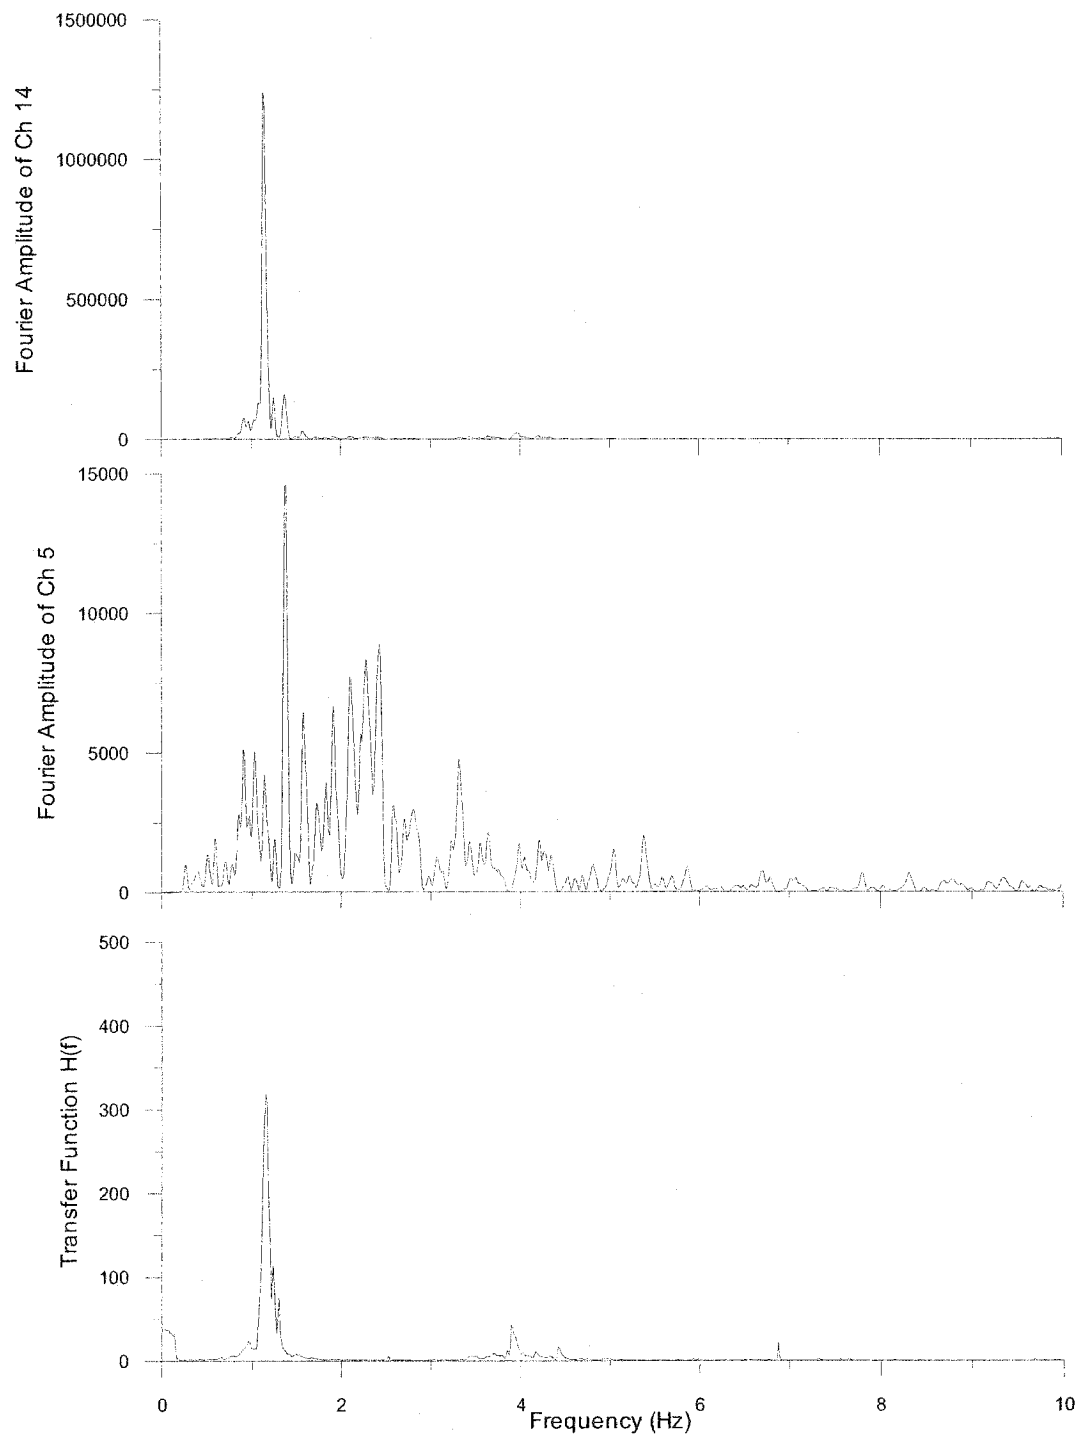 1500000
1000000
500000
0
Fourier Amplitude of Ch 14
15000
10000
5000
0
Fourier Amplitude of Ch 5
500
400
300
200
100
0
Transfer Function H(f)
0 2 4 6 8 10
Frequency (Hz)